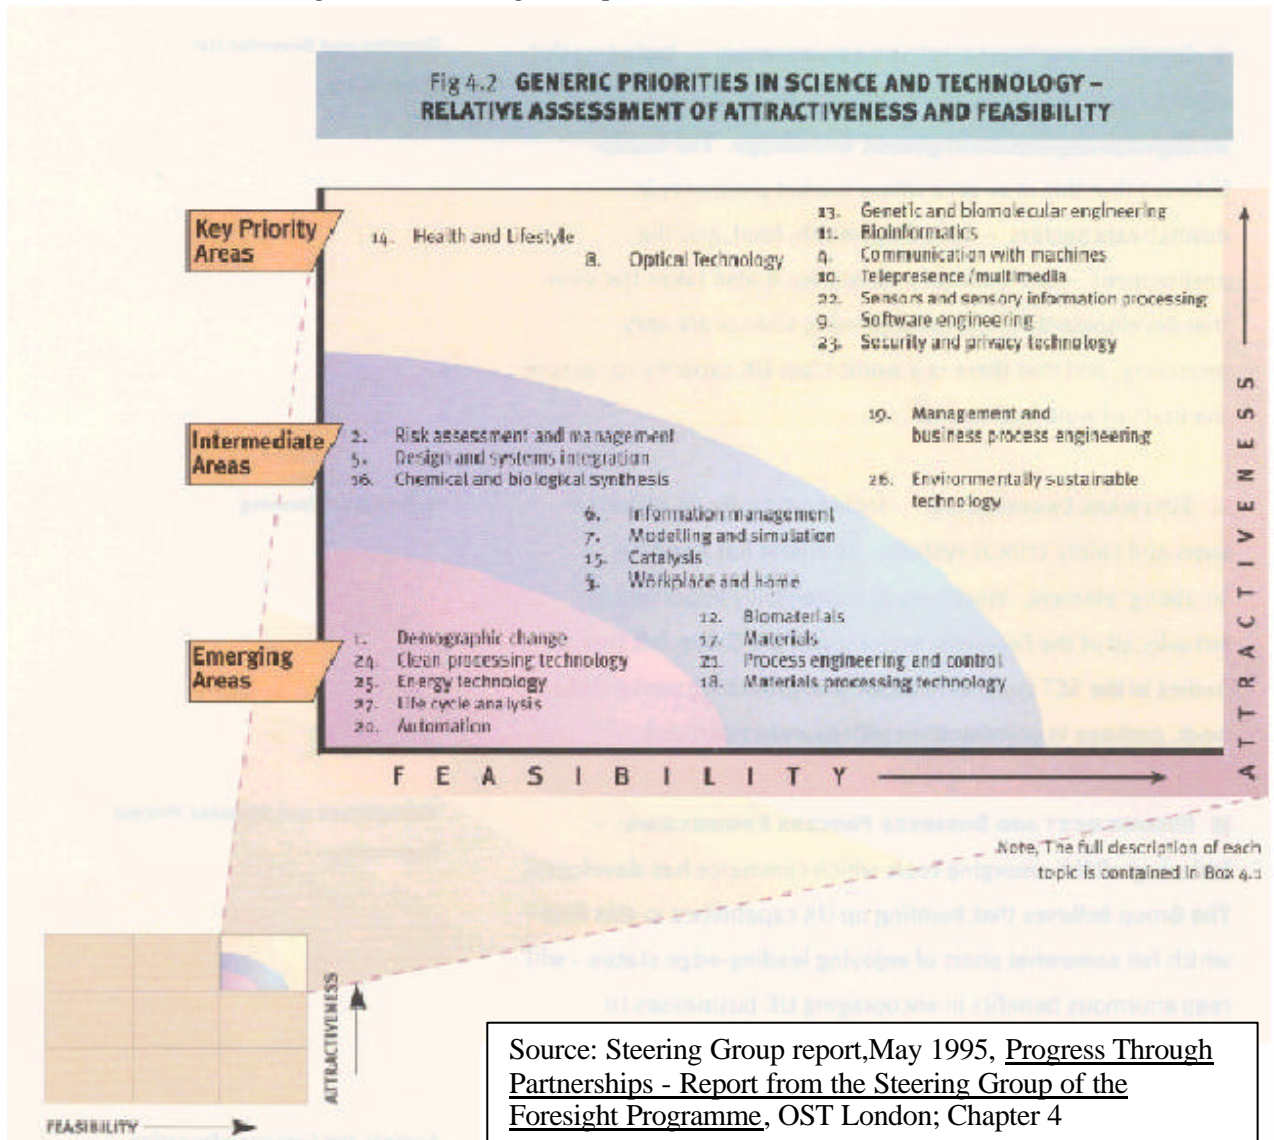 Fig 4.2 GENERIC PRIORITIES IN SCIENCE AND TECHNOLOGY –
RELATIVE ASSESSMENT OF ATTRACTIVENESS AND FEASIBILITY
Key Priority
Areas
14. Health and Lifestyle
8. Optical Technology
13. Genetic and biomolecular engineering
11. Bioinformatics
4. Communication with machines
10. Telepresence/multimedia
22. Sensors and sensory information processing
9. Software engineering
23. Security and privacy technology
19. Management and
business process engineering
26. Environmentally sustainable
technology
Intermediate
Areas
2. Risk assessment and management
5. Design and systems integration
16. Chemical and biological synthesis
6. Information management
7. Modelling and simulation
15. Catalysis
3. Workplace and home
12. Biomaterials
17. Materials
21. Process engineering and control
18. Materials processing technology
Emerging
Areas
1. Demographic change
24. Clean processing technology
25. Energy technology
27. Life cycle analysis
20. Automation
FEASIBILITY
ATTRACTIVENESS
Note, The full description of each
topic is contained in Box 4.1
ATTRACTIVENESS
FEASIBILITY
Source: Steering Group report,May 1995, Progress Through
Partnerships - Report from the Steering Group of the
Foresight Programme, OST London; Chapter 4